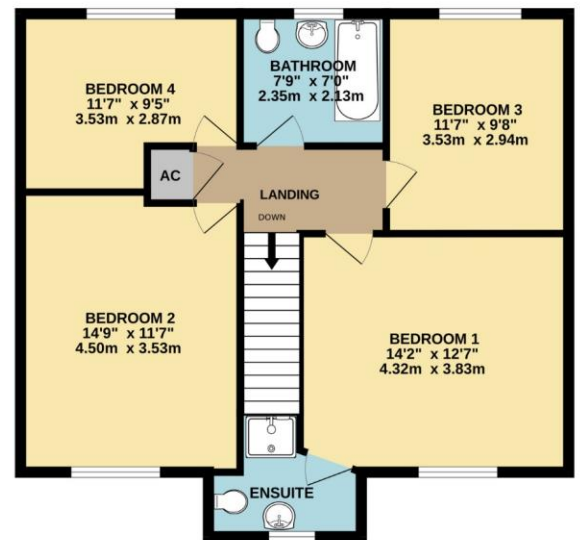 BEDROOM 4
11'7" x 9'5"
3.53m x 2.87m
BATHROOM
7'9" x 7'0"
2.35m x 2.13m
BEDROOM 3
11'7" x 9'8"
3.53m x 2.94m
AC
LANDING
DOWN
BEDROOM 2
14'9" x 11'7"
4.50m x 3.53m
BEDROOM 1
14'2" x 12'7"
4.32m x 3.83m
ENSUITE